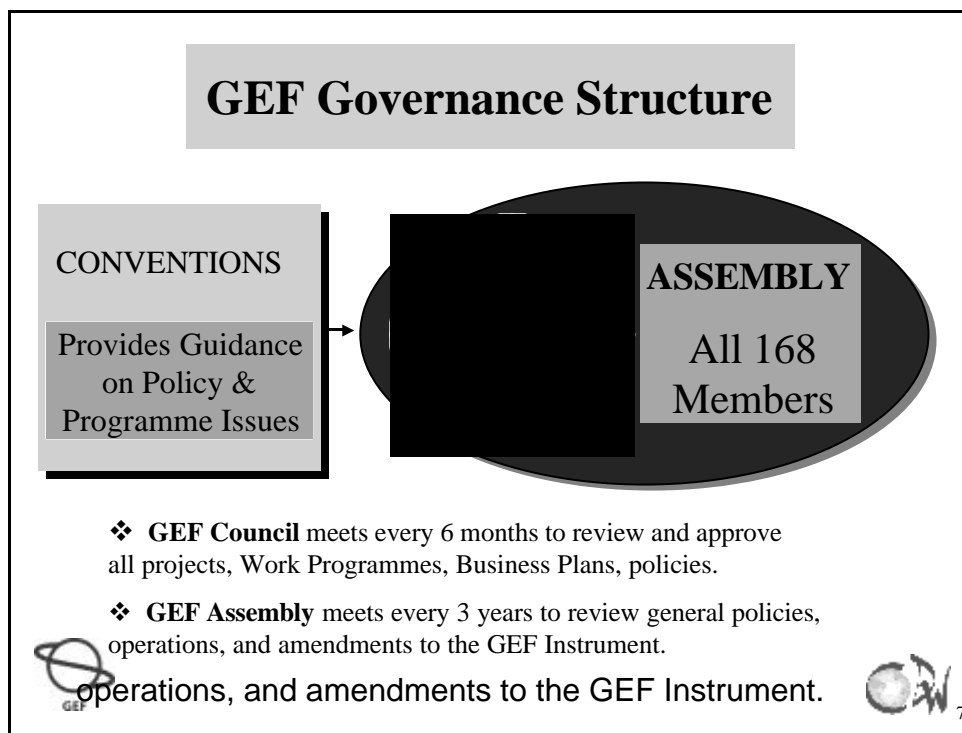 GEF Governance Structure
CONVENTIONS
Provides Guidance
on Policy &
Programme Issues
ASSEMBLY
All 168
Members
❖ GEF Council meets every 6 months to review and approve
all projects, Work Programmes, Business Plans, policies.
❖ GEF Assembly meets every 3 years to review general policies,
operations, and amendments to the GEF Instrument.
operations, and amendments to the GEF Instrument.
GEF
7